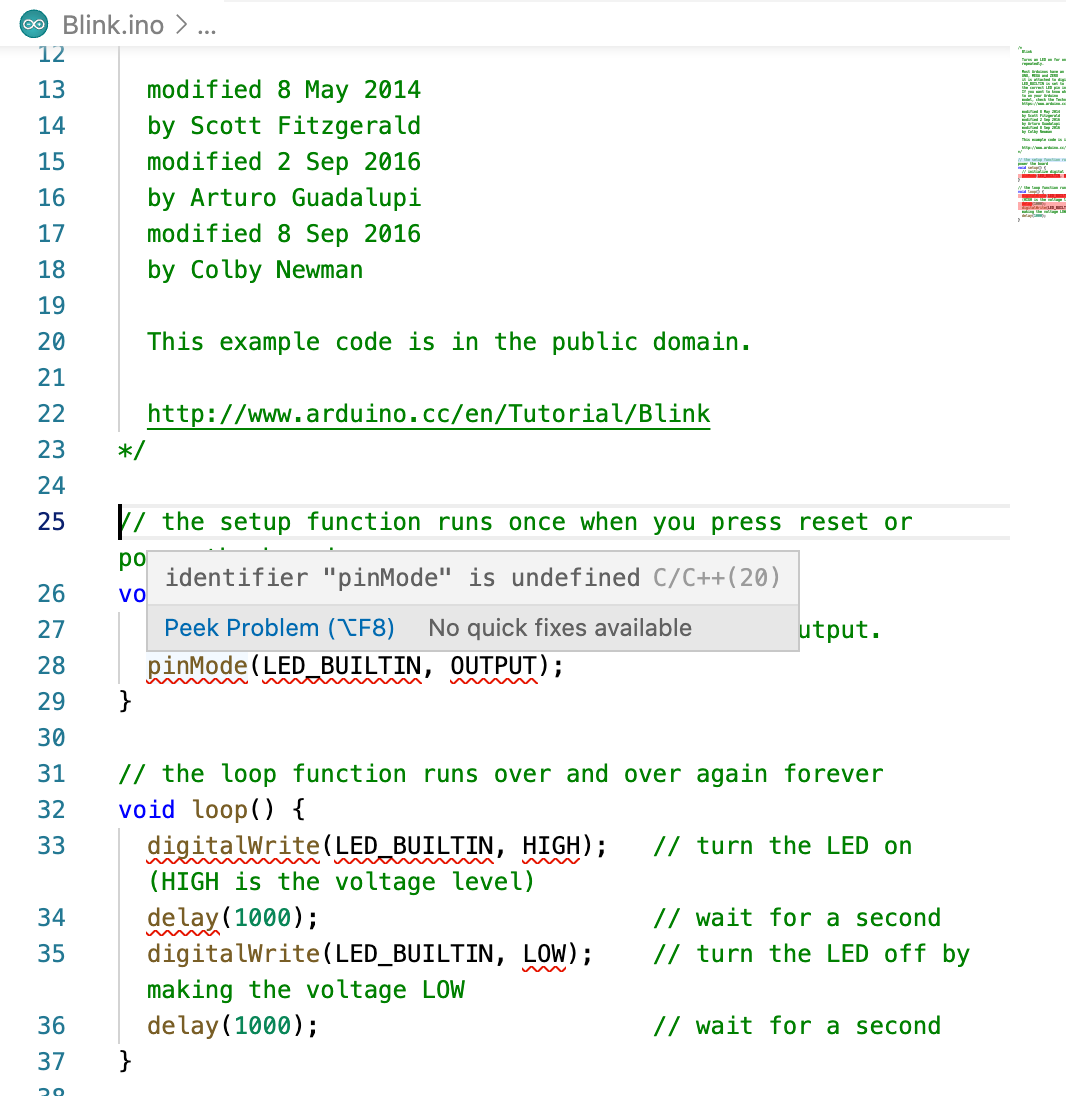 Blink.ino > ...
12
13 modified 8 May 2014
14 by Scott Fitzgerald
15 modified 2 Sep 2016
16 by Arturo Guadalupi
17 modified 8 Sep 2016
18 by Colby Newman
19
20 This example code is in the public domain.
21
22 http://www.arduino.cc/en/Tutorial/Blink
23 */
24
25 // the setup function runs once when you press reset or
po
identifier "pinMode" is undefined C/C++(20)
26 vo
Peek Problem (⌥F8) No quick fixes available
27 utput.
28 pinMode(LED_BUILTIN, OUTPUT);
29 }
30
31 // the loop function runs over and over again forever
32 void loop() {
33 digitalWrite(LED_BUILTIN, HIGH); // turn the LED on
(HIGH is the voltage level)
34 delay(1000); // wait for a second
35 digitalWrite(LED_BUILTIN, LOW); // turn the LED off by
making the voltage LOW
36 delay(1000); // wait for a second
37 }
38